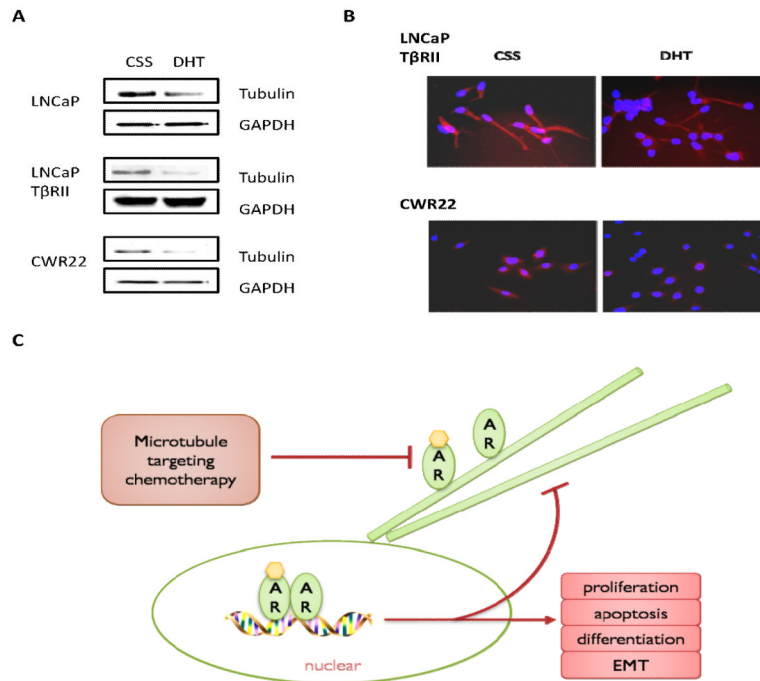 A
CSS DHT
LNCaP
Tubulin
GAPDH
LNCaP
TβRII
Tubulin
GAPDH
CWR22
Tubulin
GAPDH
B
LNCaP
TβRII
CSS DHT
CWR22
C
Microtubule
targeting
chemotherapy
A
R
A
R
A
R
A
R
nuclear
proliferation
apoptosis
differentiation
EMT